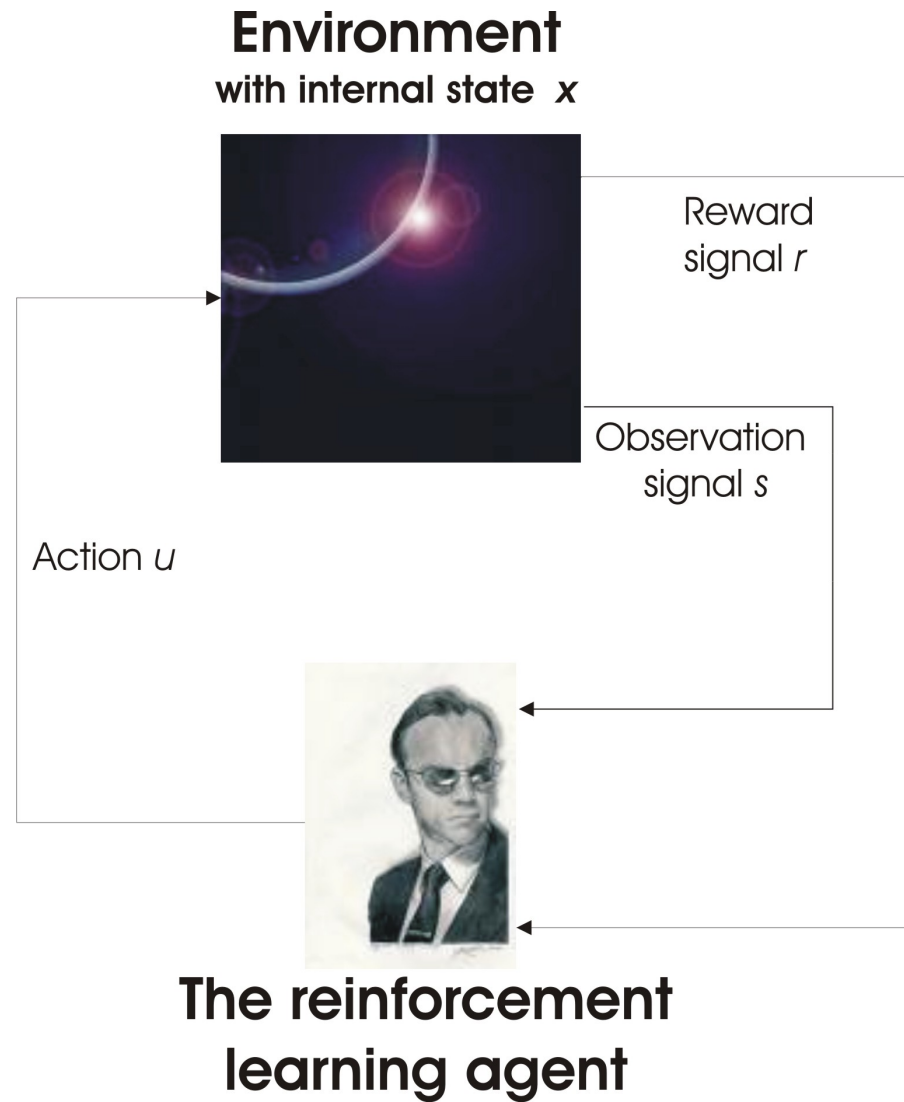 Environment
with internal state x
Reward
signal r
Observation
signal s
Action u
The reinforcement
learning agent